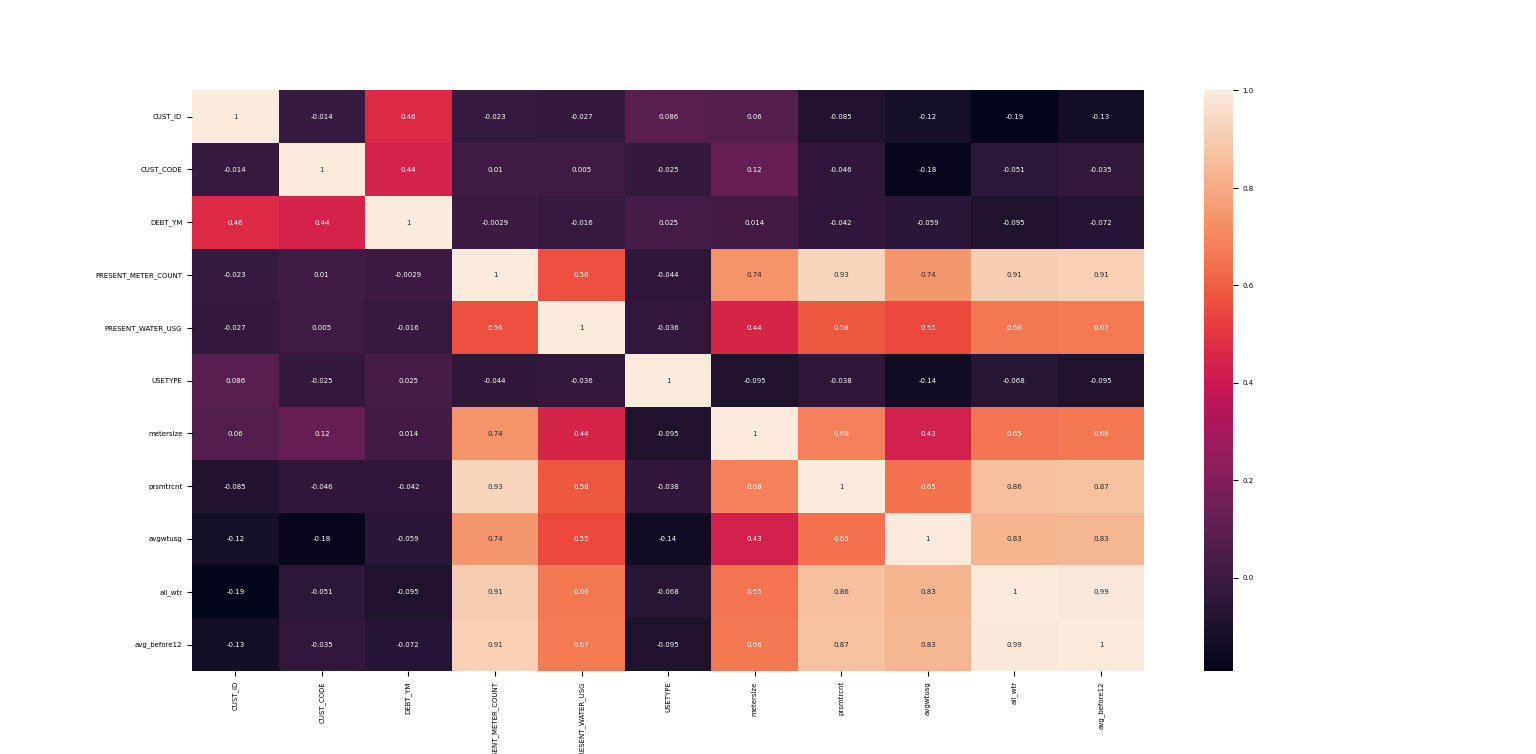 1.0
CUST_ID 1 -0.014 0.46 -0.023 -0.027 0.086 0.06 -0.085 -0.12 -0.19 -0.13
CUST_CODE -0.014 1 0.44 0.01 0.005 -0.025 0.12 -0.046 -0.18 -0.051 -0.035
0.8
DEBT_YM 0.46 0.44 1 -0.0029 -0.016 0.025 0.014 -0.042 -0.059 -0.095 -0.072
PRESENT_METER_COUNT -0.023 0.01 -0.0029 1 0.56 -0.044 0.74 0.93 0.74 0.91 0.91
0.6
PRESENT_WATER_USG -0.027 0.005 -0.016 0.56 1 -0.036 0.44 0.58 0.55 0.66 0.67
USETYPE 0.086 -0.025 0.025 -0.044 -0.036 1 -0.095 -0.038 -0.14 -0.068 -0.095
0.4
metersize 0.06 0.12 0.014 0.74 0.44 -0.095 1 0.68 0.43 0.65 0.66
0.2
prsmtrcnt -0.085 -0.046 -0.042 0.93 0.58 -0.038 0.68 1 0.65 0.86 0.87
avgwtusg -0.12 -0.18 -0.059 0.74 0.55 -0.14 0.43 0.65 1 0.83 0.83
0.0
all_wtr -0.19 -0.051 -0.095 0.91 0.66 -0.068 0.65 0.86 0.83 1 0.99
avg_before12 -0.13 -0.035 -0.072 0.91 0.67 -0.095 0.66 0.87 0.83 0.99 1
CUST_ID
CUST_CODE
DEBT_YM
SENT_METER_COUNT
RESENT_WATER_USG
USETYPE
metersize
prsmtrcnt
avgwtusg
all_wtr
avg_before12